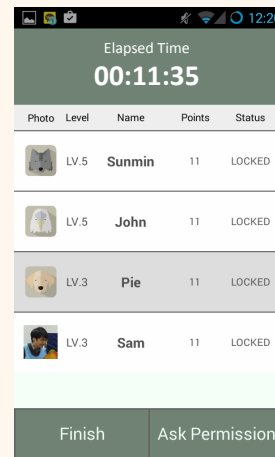 12:20
Elapsed Time
00:11:35
Photo Level Name Points Status
LV.5 Sunmin 11 LOCKED
LV.5 John 11 LOCKED
LV.3 Pie 11 LOCKED
LV.3 Sam 11 LOCKED
Finish Ask Permission